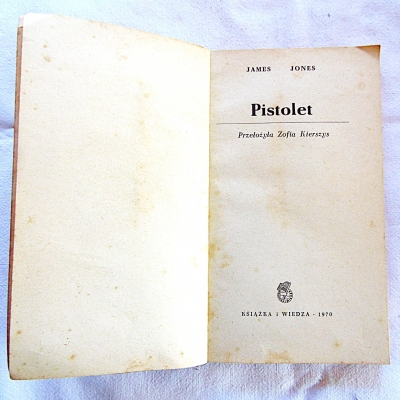 JAMES JONES
Pistolet
Przełożyła Zofia Kierszys
KSIĄŻKA I WIEDZA - 1970